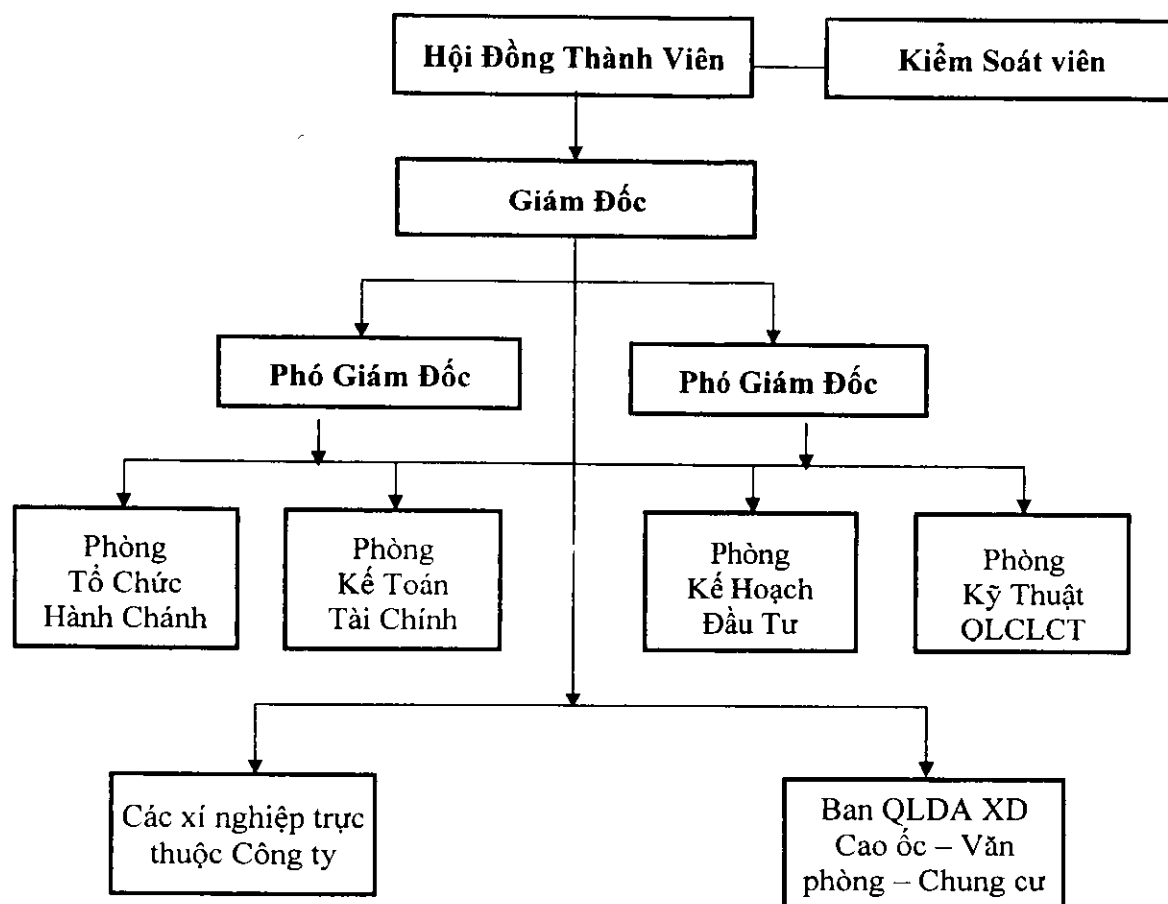 Hội Đồng Thành Viên
Kiểm Soát viên
Giám Đốc
Phó Giám Đốc
Phó Giám Đốc
Phòng
Tổ Chức
Hành Chánh
Phòng
Kế Toán
Tài Chính
Phòng
Kế Hoạch
Đầu Tư
Phòng
Kỹ Thuật
QLCLCT
Các xí nghiệp trực
thuộc Công ty
Ban QLDA XD
Cao ốc – Văn
phòng – Chung cư